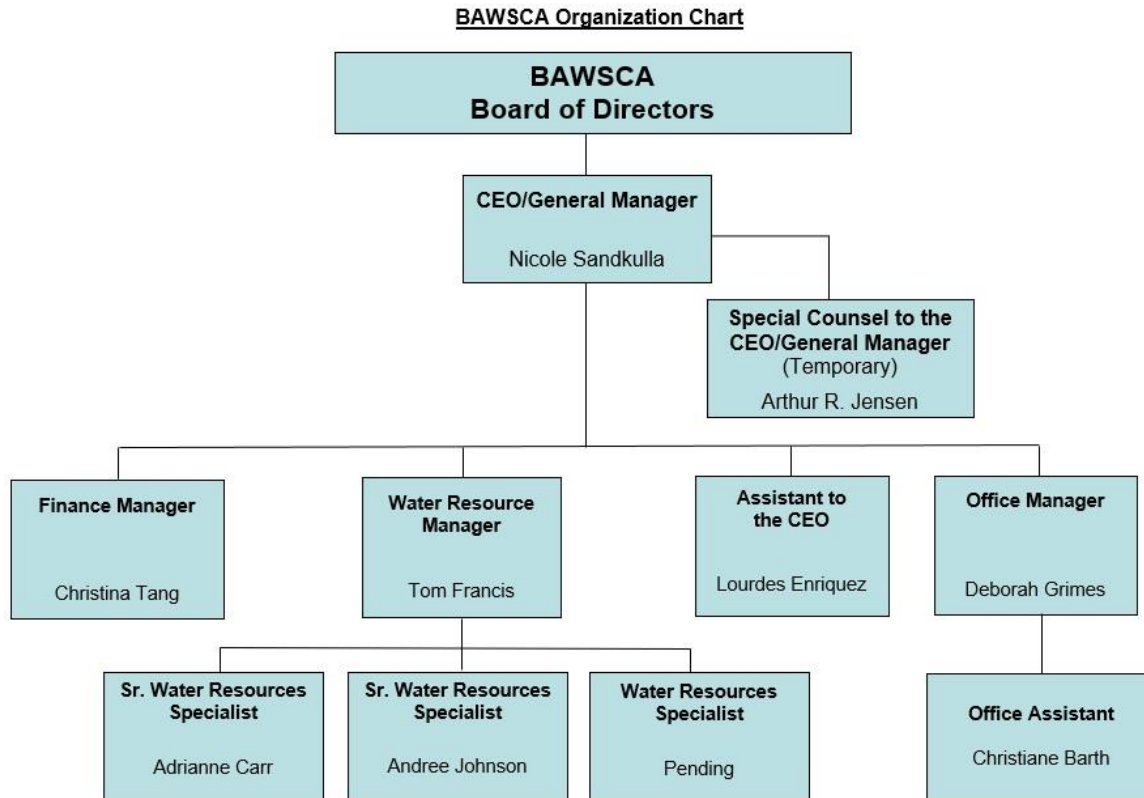 BAWSCA Organization Chart
BAWSCA
Board of Directors
CEO/General Manager
Nicole Sandkulla
Special Counsel to the
CEO/General Manager
(Temporary)
Arthur R. Jensen
Finance Manager
Christina Tang
Water Resource
Manager
Tom Francis
Assistant to
the CEO
Lourdes Enriquez
Office Manager
Deborah Grimes
Sr. Water Resources
Specialist
Adrianne Carr
Sr. Water Resources
Specialist
Andree Johnson
Water Resources
Specialist
Pending
Office Assistant
Christiane Barth